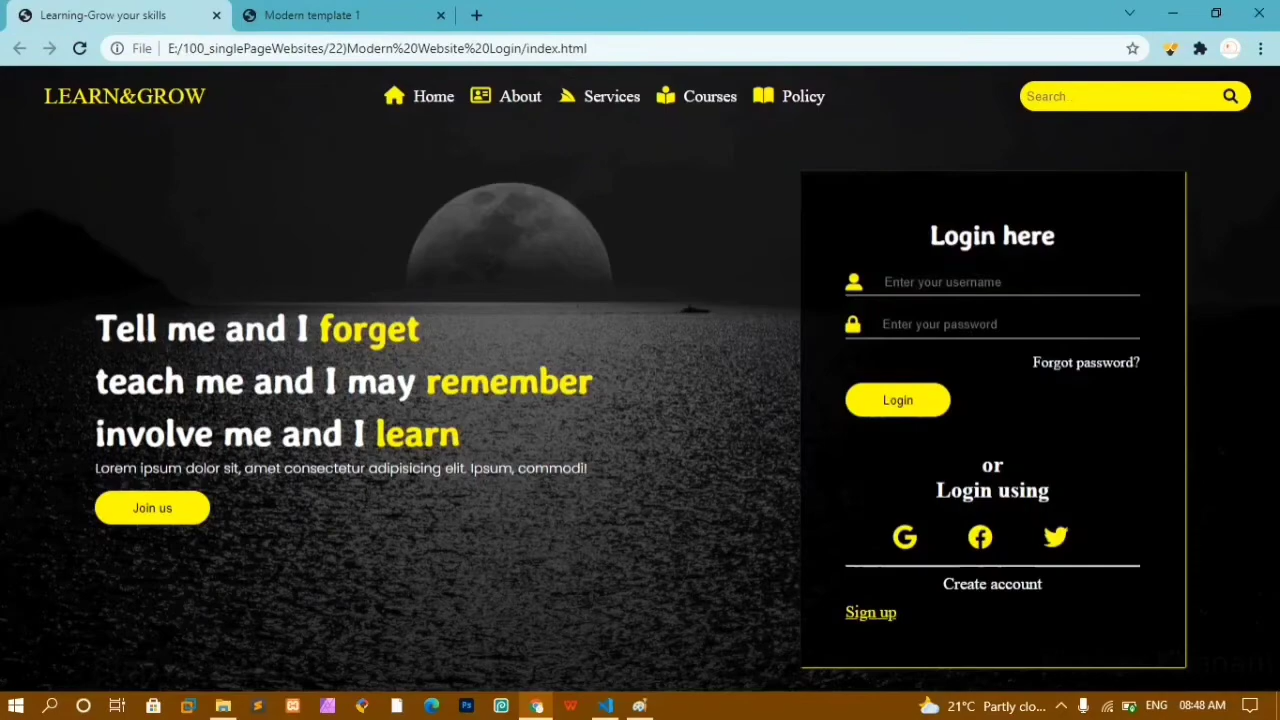 Learning-Grow your skills
Modern template 1
File
E:/100_singlePageWebsites/22)Modern%20Website%20Login/index.html
LEARN&GROW
Home
About
Services
Courses
Policy
Search..
Tell me and I forget
teach me and I may remember
involve me and I learn
Lorem ipsum dolor sit, amet consectetur adipisicing elit. Ipsum, commodi!
Join us
Login here
Enter your username
Enter your password
Forgot password?
Login
or
Login using
Create account
Sign up
21°C Partly clo...
ENG
08:48 AM